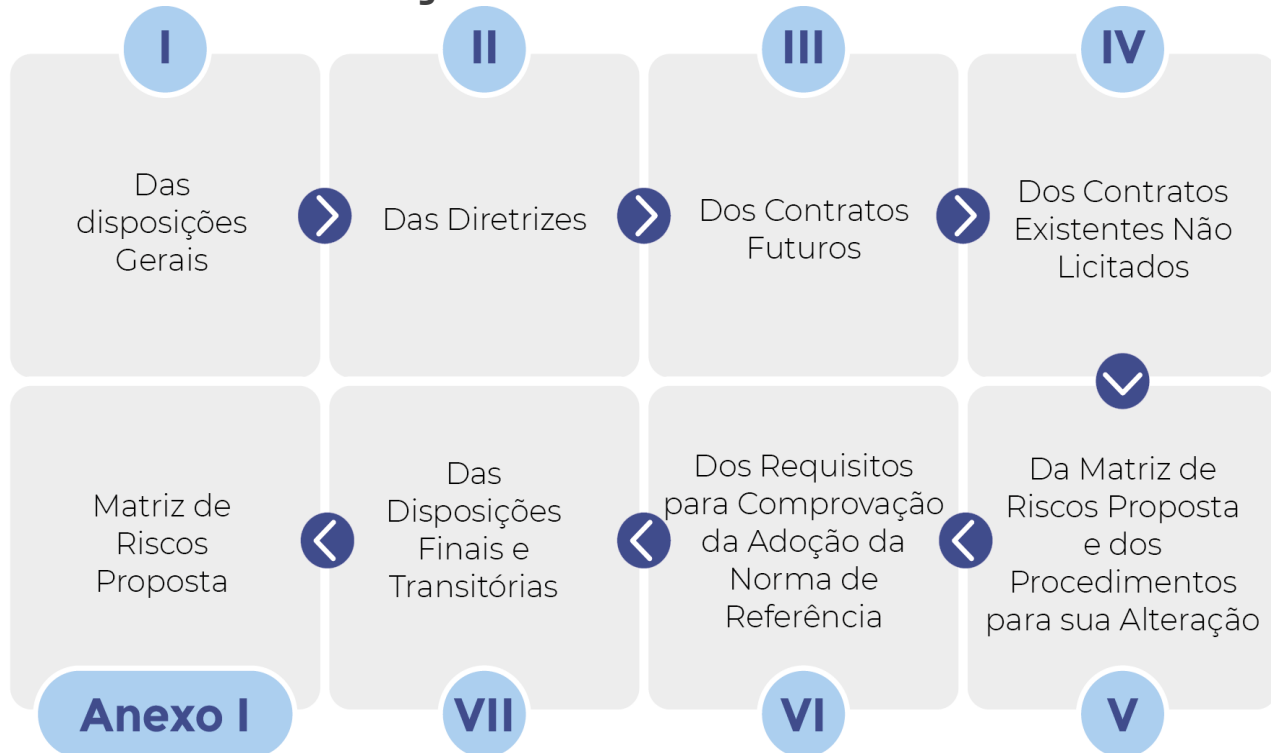 I
Das
disposições
Gerais
II
Das Diretrizes
III
Dos Contratos
Futuros
IV
Dos Contratos
Existentes Não
Licitados
Da Matriz de
Riscos Proposta
e dos
Procedimentos
para sua Alteração
V
Dos Requisitos
para Comprovação
da Adoção da
Norma de
Referência
VI
Das
Disposições
Finais e
Transitórias
VII
Matriz de
Riscos
Proposta
Anexo I